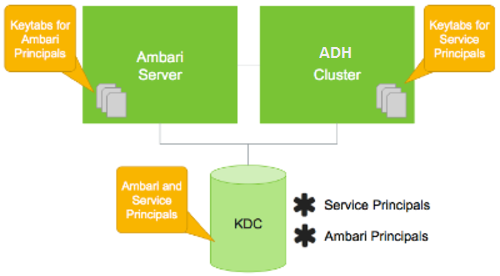 Keytabs for
Ambari
Principals
Ambari
Server
ADH
Cluster
Keytabs for
Service
Principals
Ambari and
Service
Principals
KDC
Service Principals
Ambari Principals